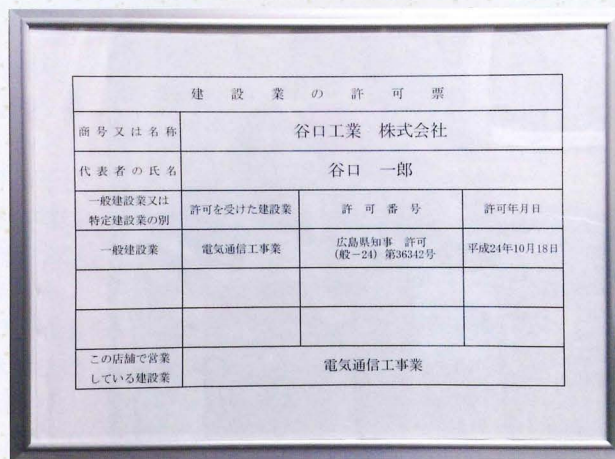 建設業の許可票
商号又は名称 谷口工業 株式会社
代表者の氏名 谷口 一郎
一般建設業又は
特定建設業の別
許可を受けた建設業
許可番号
許可年月日
一般建設業
電気通信工事業
広島県知事 許可
(般-24) 第36342号
平成24年10月18日
この店舗で営業
している建設業
電気通信工事業